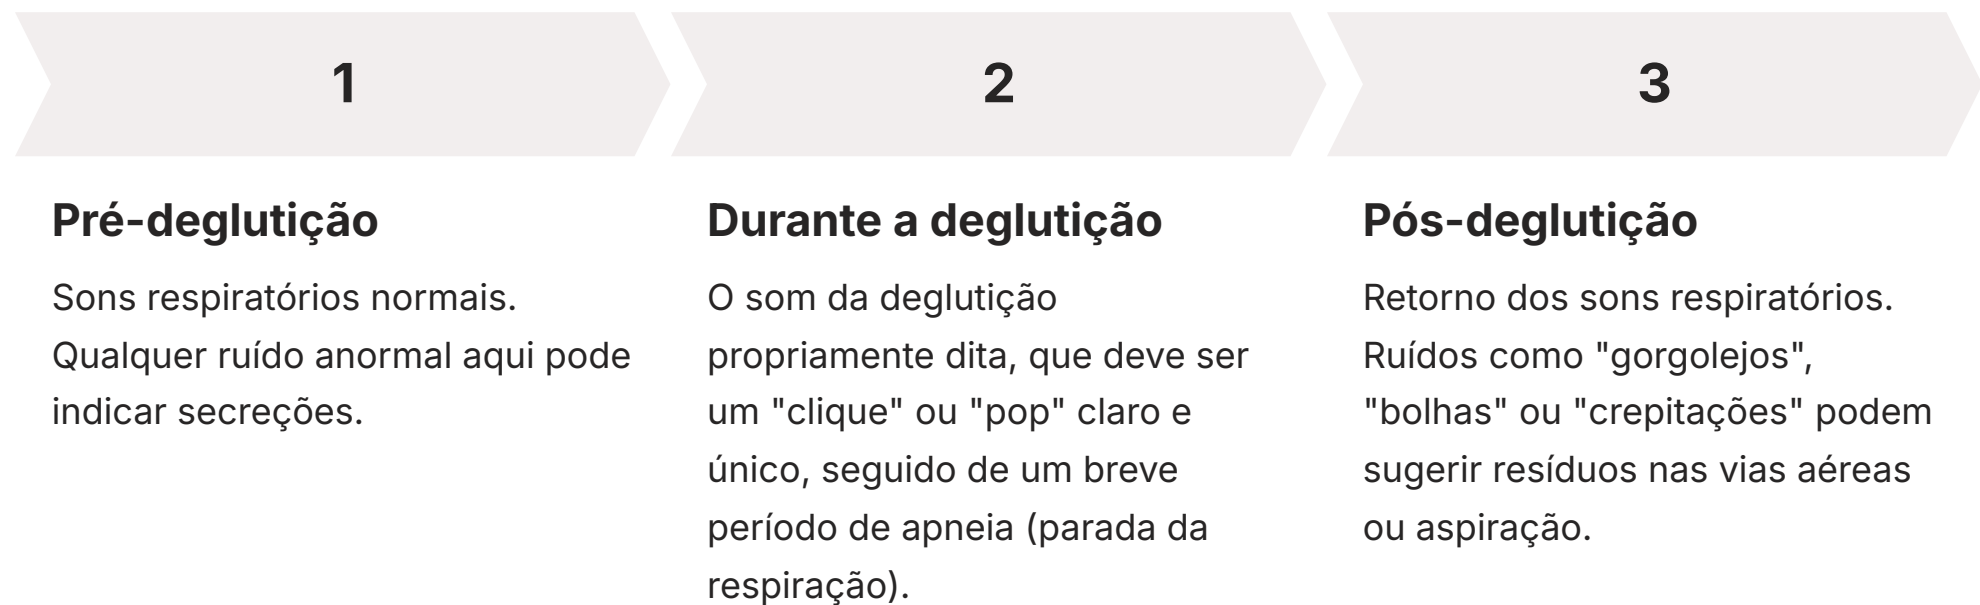 1
Pré-deglutição
Sons respiratórios normais.
Qualquer ruído anormal aqui pode
indicar secreções.
2
Durante a deglutição
O som da deglutição
propriamente dita, que deve ser
um "clique" ou "pop" claro e
único, seguido de um breve
período de apneia (parada da
respiração).
3
Pós-deglutição
Retorno dos sons respiratórios.
Ruídos como "gorgolejos",
"bolhas" ou "crepitações" podem
sugerir resíduos nas vias aéreas
ou aspiração.